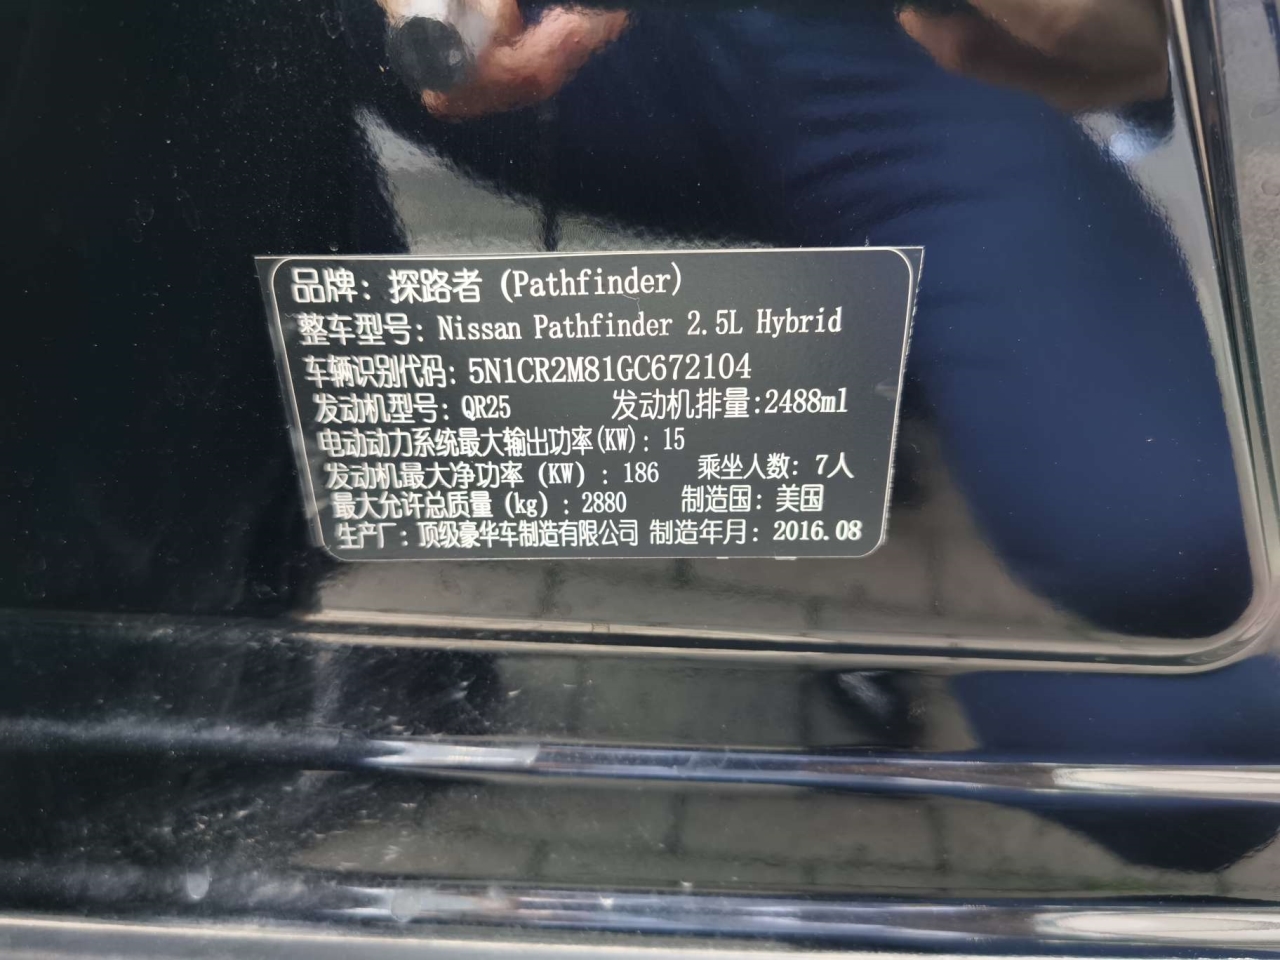 品牌：探路者 (Pathfinder)
整车型号：Nissan Pathfinder 2.5L Hybrid
车辆识别代码：5N1CR2M81GC672104
发动机型号：QR25 发动机排量:2488ml
电动动力系统最大输出功率(KW)：15
发动机最大净功率 (KW) ：186 乘坐人数：7人
最大允许总质量 (kg)：2880 制造国：美国
生产厂：顶级豪华车制造有限公司 制造年月：2016.08